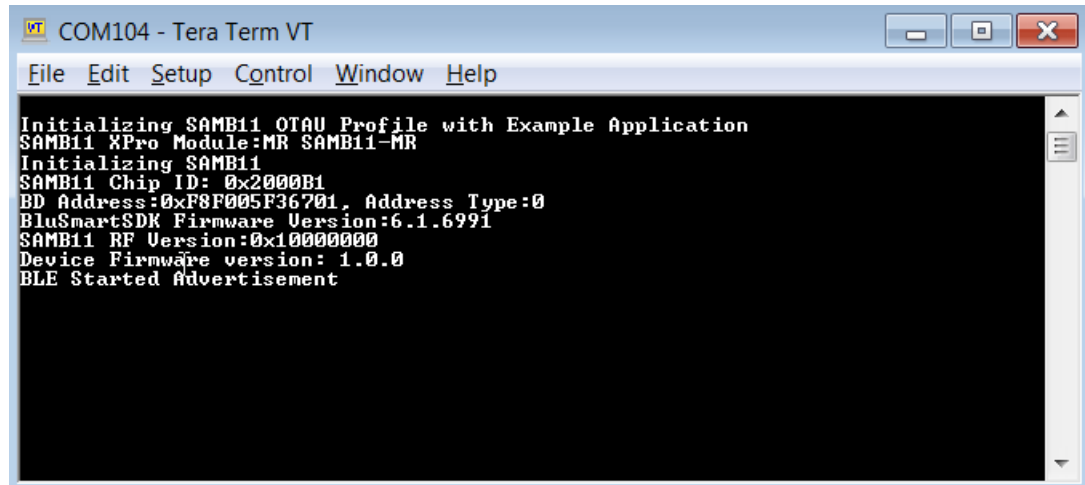 COM104 - Tera Term VT
File Edit Setup Control Window Help
Initializing SAMB11 OTAU Profile with Example Application
SAMB11 XPro Module:MR SAMB11-MR
Initializing SAMB11
SAMB11 Chip ID: 0x2000B1
BD Address:0xF8F005F36701, Address Type:0
BluSmartSDK Firmware Version:6.1.6991
SAMB11 RF Version:0x10000000
Device Firmware version: 1.0.0
BLE Started Advertisement